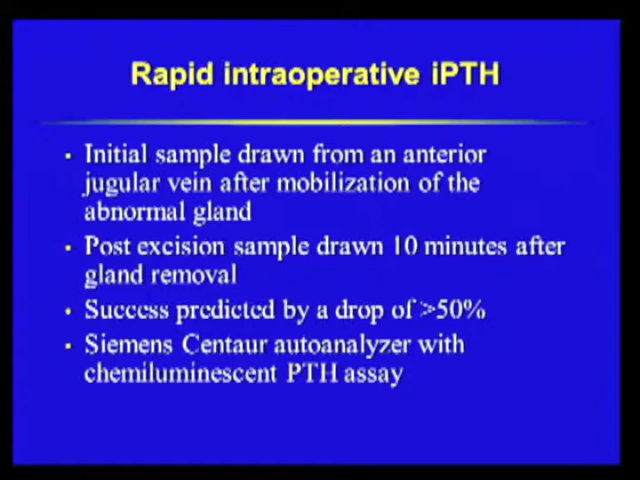 Rapid intraoperative iPTH
▪ Initial sample drawn from an anterior
jugular vein after mobilization of the
abnormal gland
▪ Post excision sample drawn 10 minutes after
gland removal
▪ Success predicted by a drop of >50%
▪ Siemens Centaur autoanalyzer with
chemiluminescent PTH assay